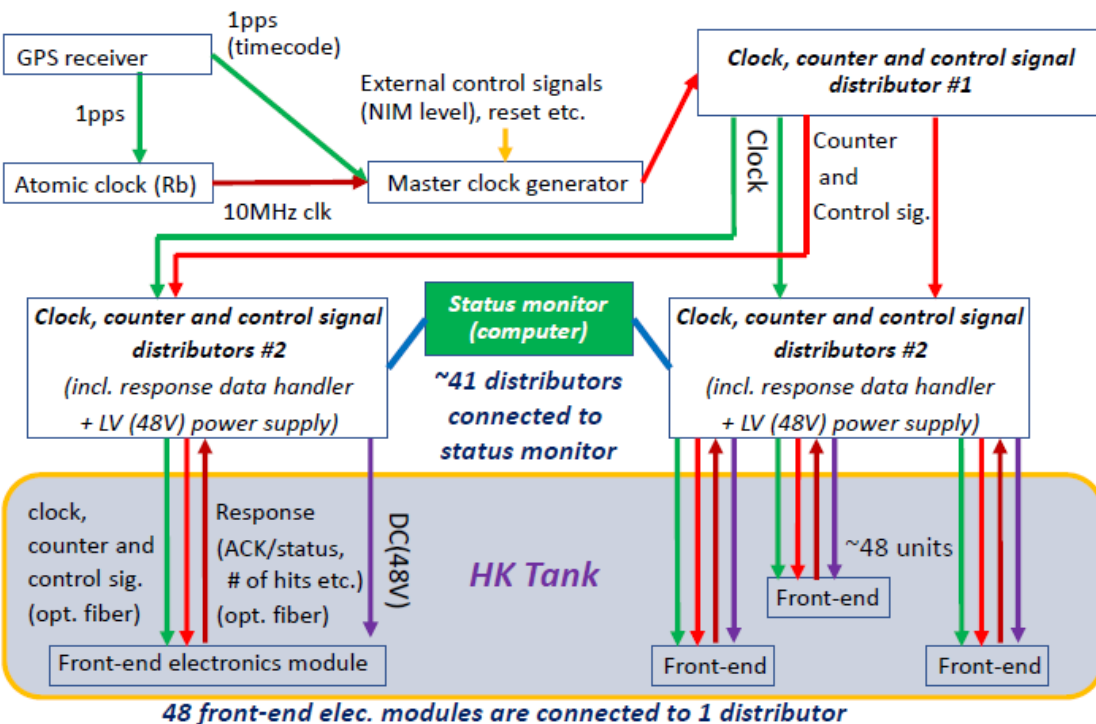 1pps
(timecode)
GPS receiver
1pps
External control signals
(NIM level), reset etc.
Clock, counter and control signal
distributor #1
Atomic clock (Rb)
10MHz clk
Master clock generator
Clock
Counter
and
Control sig.
Clock, counter and control signal
distributors #2
(incl. response data handler
+ LV (48V) power supply)
Status monitor
(computer)
~41 distributors
connected to
status monitor
Clock, counter and control signal
distributors #2
(incl. response data handler
+ LV (48V) power supply)
clock,
counter and
control sig.
(opt. fiber)
Response
(ACK/status,
# of hits etc.)
(opt. fiber)
DC(48V)
HK Tank
~48 units
Front-end
Front-end electronics module
Front-end
Front-end
48 front-end elec. modules are connected to 1 distributor